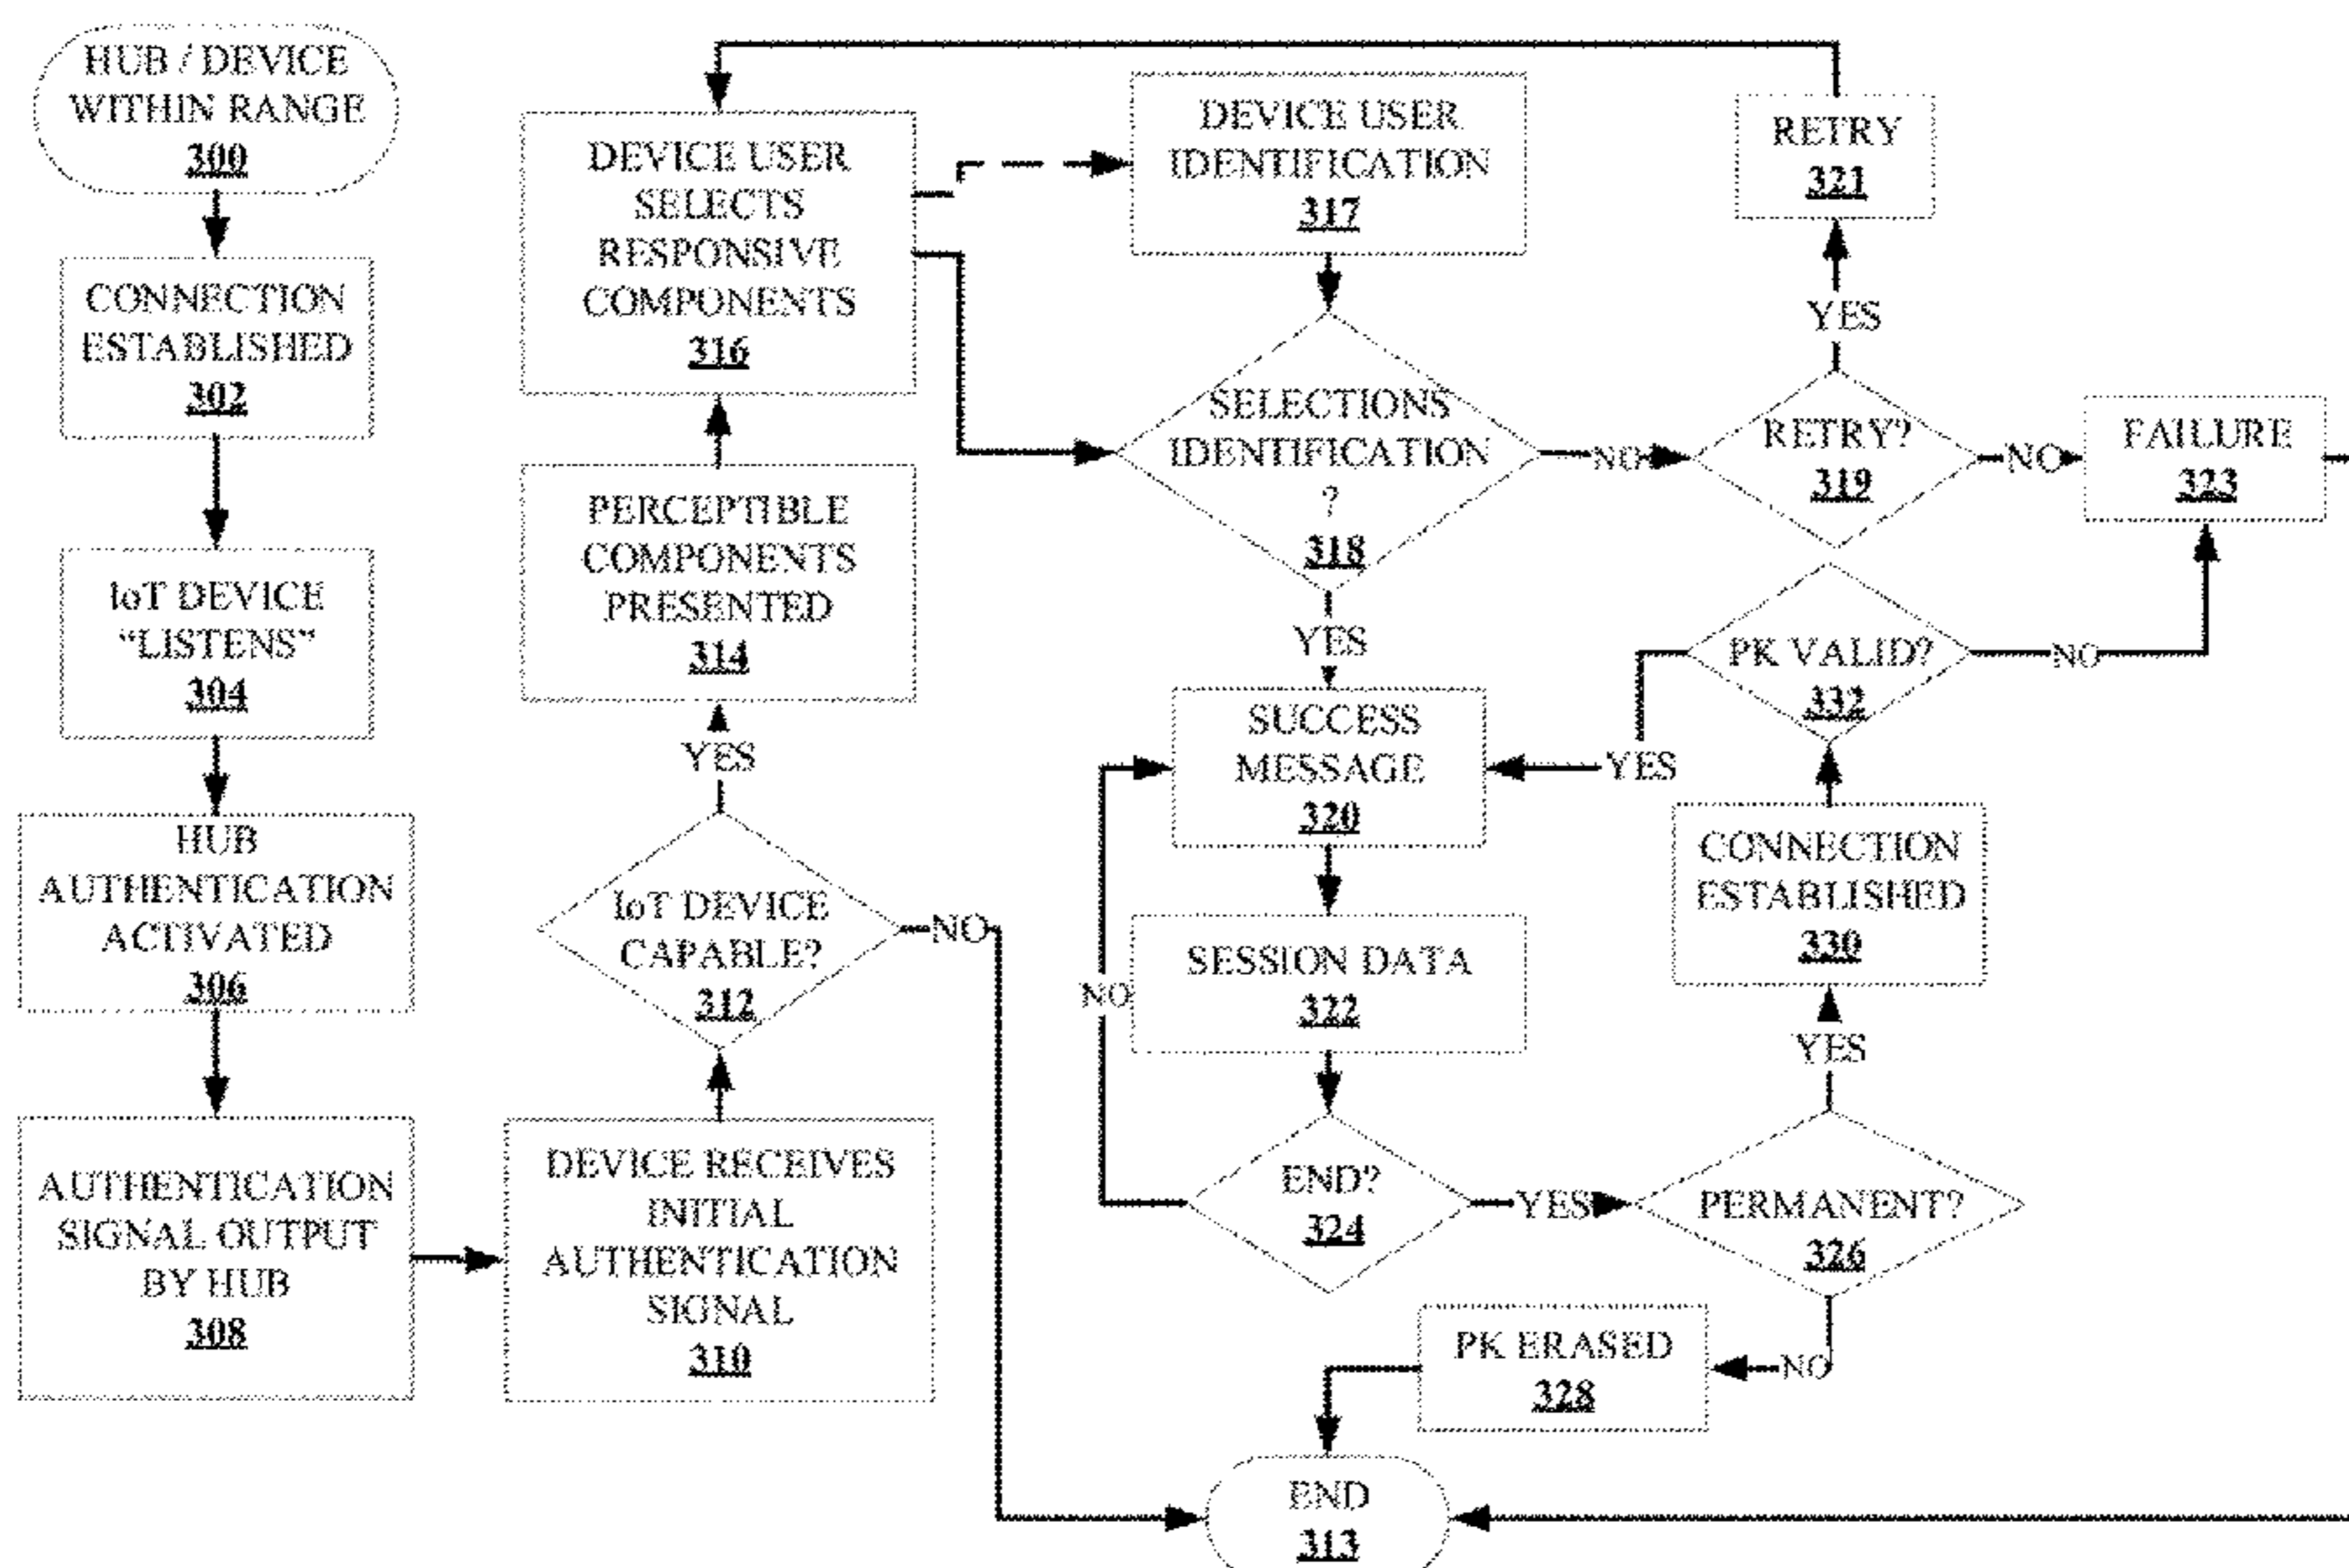 HUB / DEVICE
WITHIN RANGE
300
CONNECTION
ESTABLISHED
302
IoT DEVICE
“LISTENS”
304
HUB
AUTHENTICATION
ACTIVATED
306
AUTHENTICATION
SIGNAL OUTPUT
BY HUB
308
DEVICE RECEIVES
INITIAL
AUTHENTICATION
SIGNAL
310
IoT DEVICE
CAPABLE?
312
NO
YES
PERCEPTIBLE
COMPONENTS
PRESENTED
314
DEVICE USER
SELECTS
RESPONSIVE
COMPONENTS
316
DEVICE USER
IDENTIFICATION
317
SELECTIONS
IDENTIFICATION
?
318
NO
YES
RETRY?
319
YES
RETRY
321
NO
FAILURE
323
SUCCESS
MESSAGE
320
SESSION DATA
322
END?
324
NO
YES
PERMANENT?
326
YES
CONNECTION
ESTABLISHED
330
PK VALID?
332
YES
NO
NO
PK ERASED
328
END
313